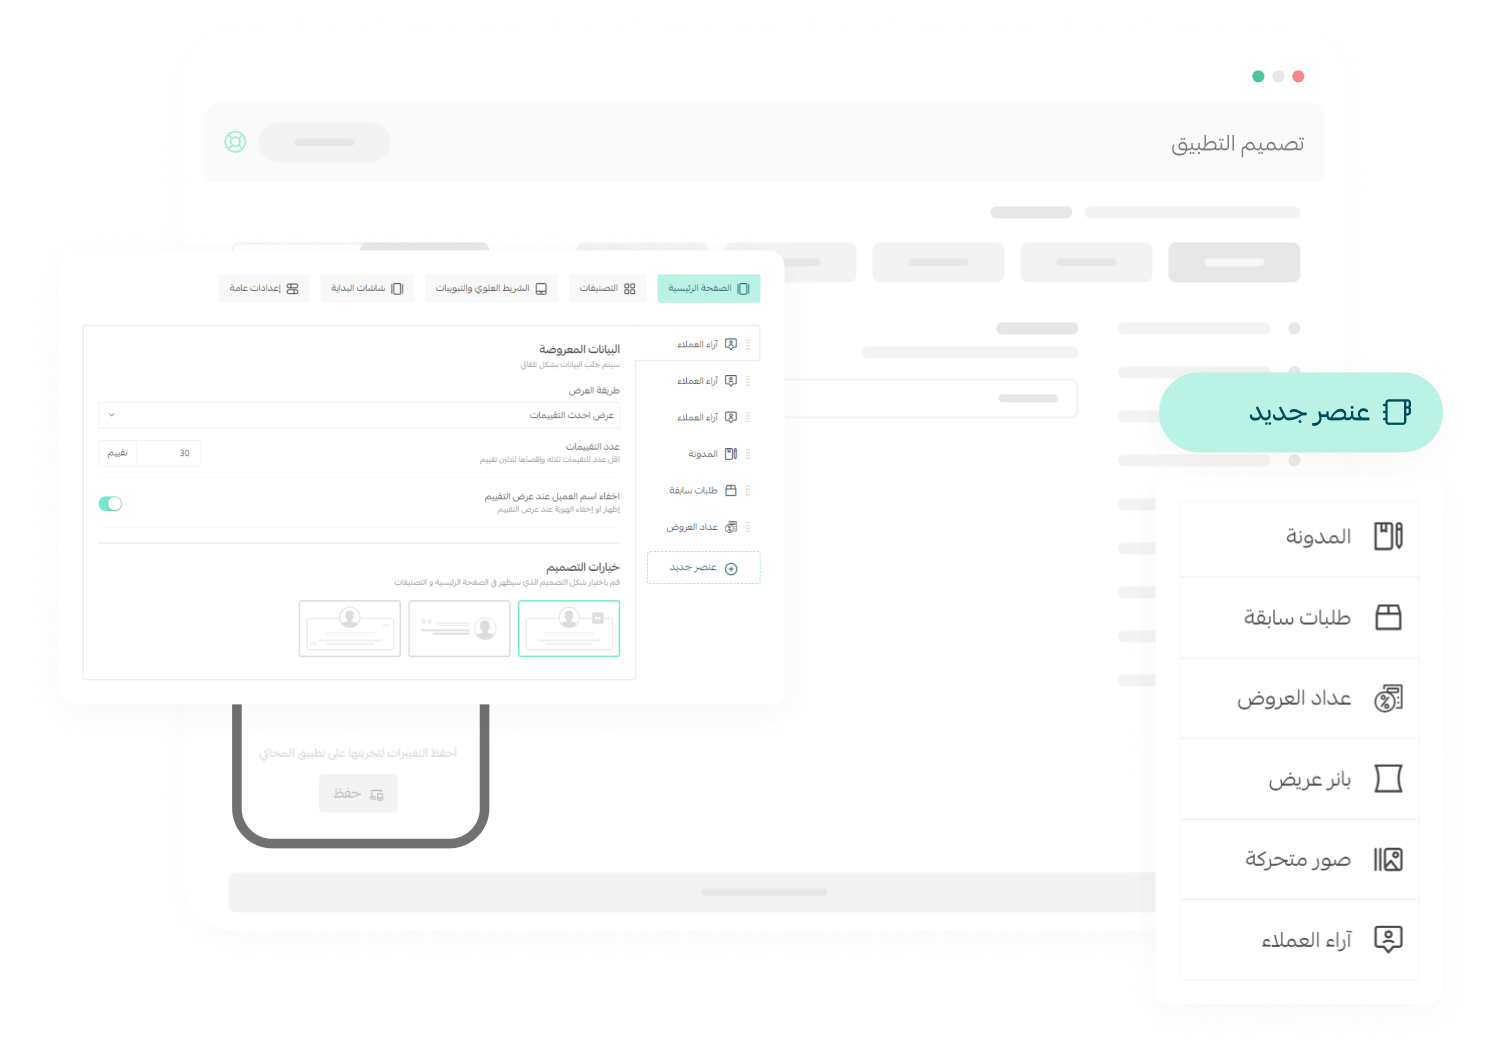 تصميم التطبيق
الصفحة الرئيسية
التصنيفات
الشريط العلوي والتبويبات
شاشات البداية
إعدادات عامة
آراء العملاء
آراء العملاء
آراء العملاء
المدونة
طلبات سابقة
عداد العروض
عنصر جديد
البيانات المعروضة
سيتم جلب البيانات بشكل تلقائي
طريقة العرض
عرض احدث التقييمات
عدد التقييمات
اقل عدد للتقيمات ثلاثه واقصاها ثلاثين تقييم
30
تقييم
اخفاء اسم العميل عند عرض التقييم
إظهار او إخفاء الهوية عند عرض التقييم
خيارات التصميم
قم باختيار شكل التصميم الذي سيظهر في الصفحة الرئيسية و التصنيفات
أحفظ التغييرات لتجربتها على تطبيق المحاكي
حفظ
عنصر جديد
المدونة
طلبات سابقة
عداد العروض
بانر عريض
صور متحركة
آراء العملاء